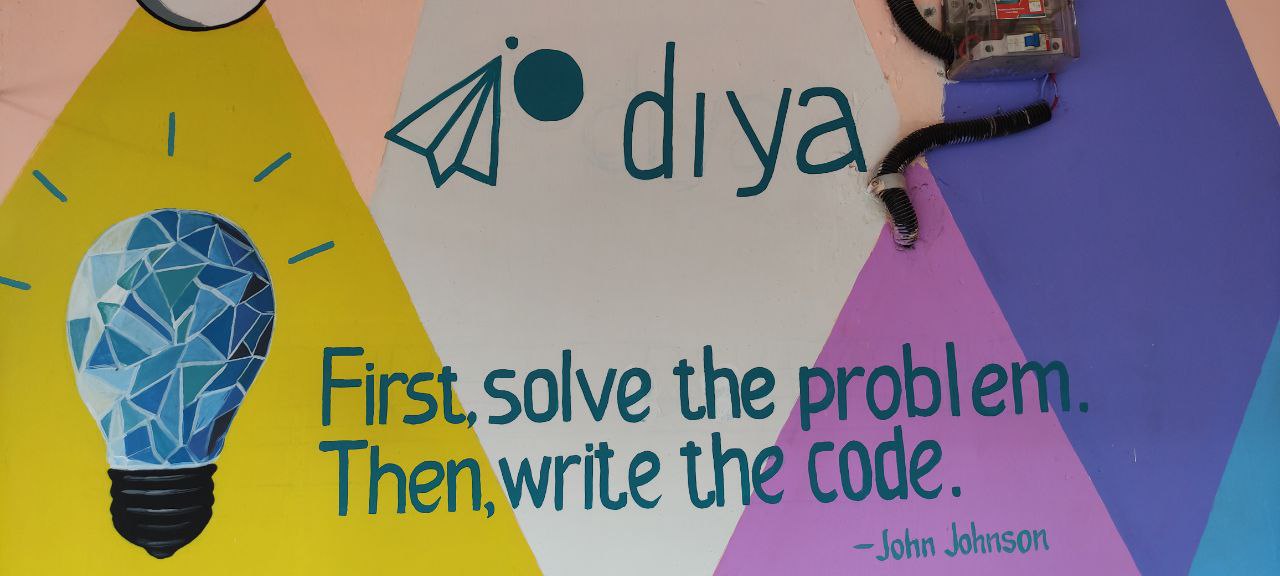 diya
First, solve the problem.
Then, write the code.
- John Johnson